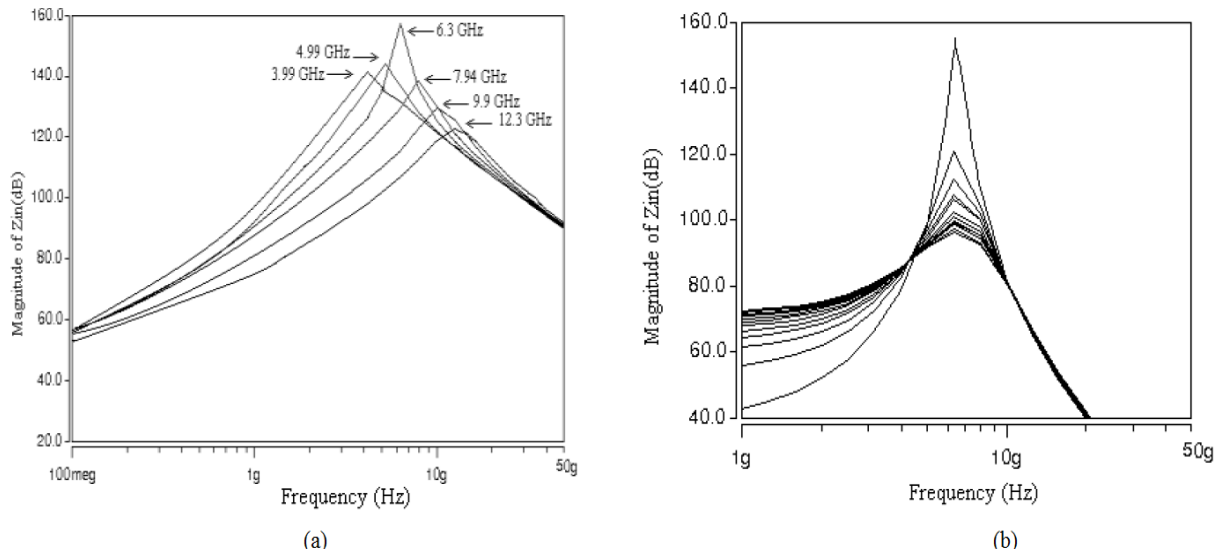 160.0
140.0
120.0
100.0
80.0
60.0
40.0
20.0
Magnitude of Zin(dB)
6.3 GHz
4.99 GHz
3.99 GHz
7.94 GHz
9.9 GHz
12.3 GHz
100meg
1g
10g
50g
Frequency (Hz)
(a)
160.0
140.0
120.0
100.0
80.0
60.0
40.0
Magnitude of Zin(dB)
1g
10g
50g
Frequency (Hz)
(b)